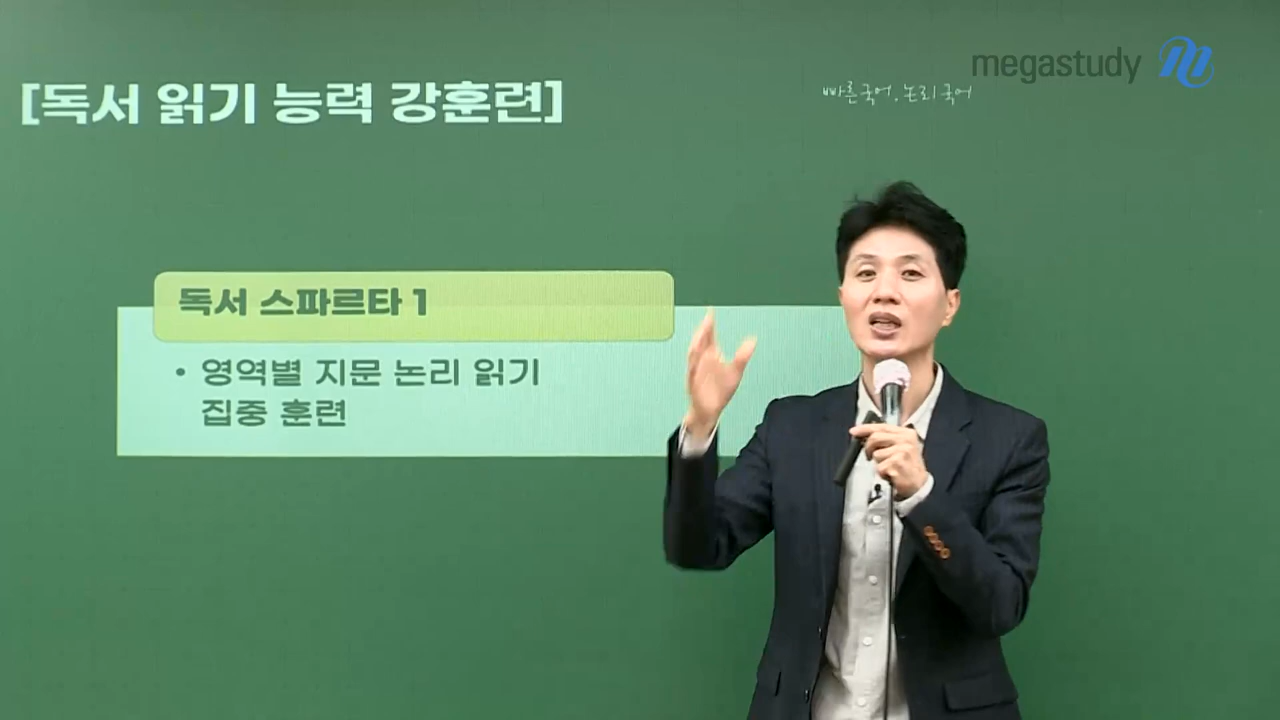 megastudy
빠른국어, 논리국어
[독서 읽기 능력 강훈련]
독서 스파르타 1
• 영역별 지문 논리 읽기
집중 훈련